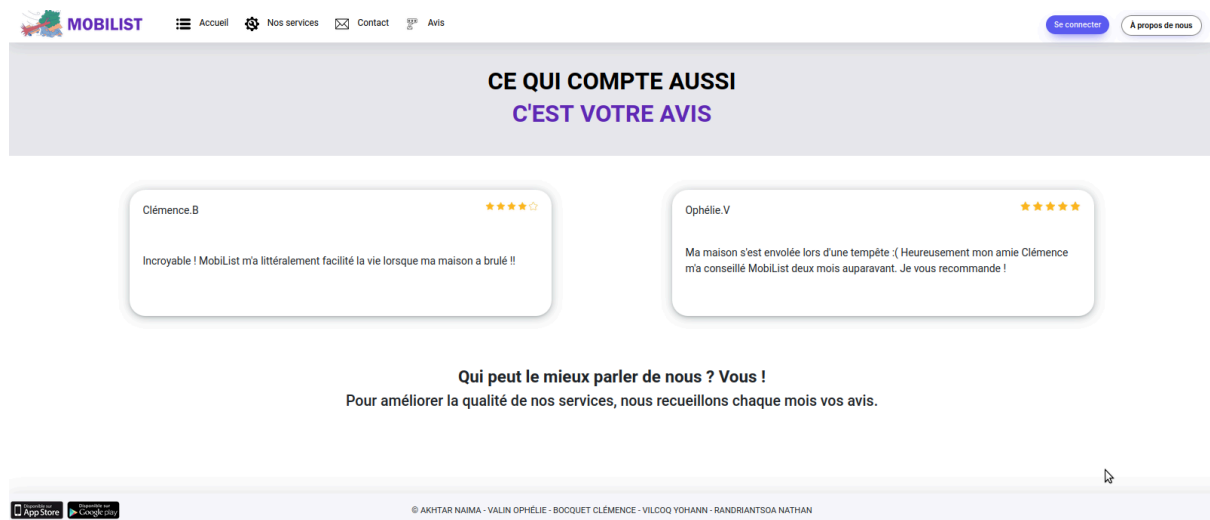 MOBILIST
Accueil
Nos services
Contact
Avis
Se connecter
À propos de nous
CE QUI COMPTE AUSSI
C'EST VOTRE AVIS
Clémence.B
Incroyable ! MobiList m'a littéralement facilité la vie lorsque ma maison a brulé !!
Ophélie.V
Ma maison s'est envolée lors d'une tempête :( Heureusement mon amie Clémence
m'a conseillé MobiList deux mois auparavant. Je vous recommande !
Qui peut le mieux parler de nous ? Vous !
Pour améliorer la qualité de nos services, nous recueillons chaque mois vos avis.
Disponible sur
App Store
Disponible sur
Google play
© AKHTAR NAIMA - VALIN OPHÉLIE - BOCQUET CLÉMENCE - VILCOQ YOHANN - RANDRIANTSOA NATHAN